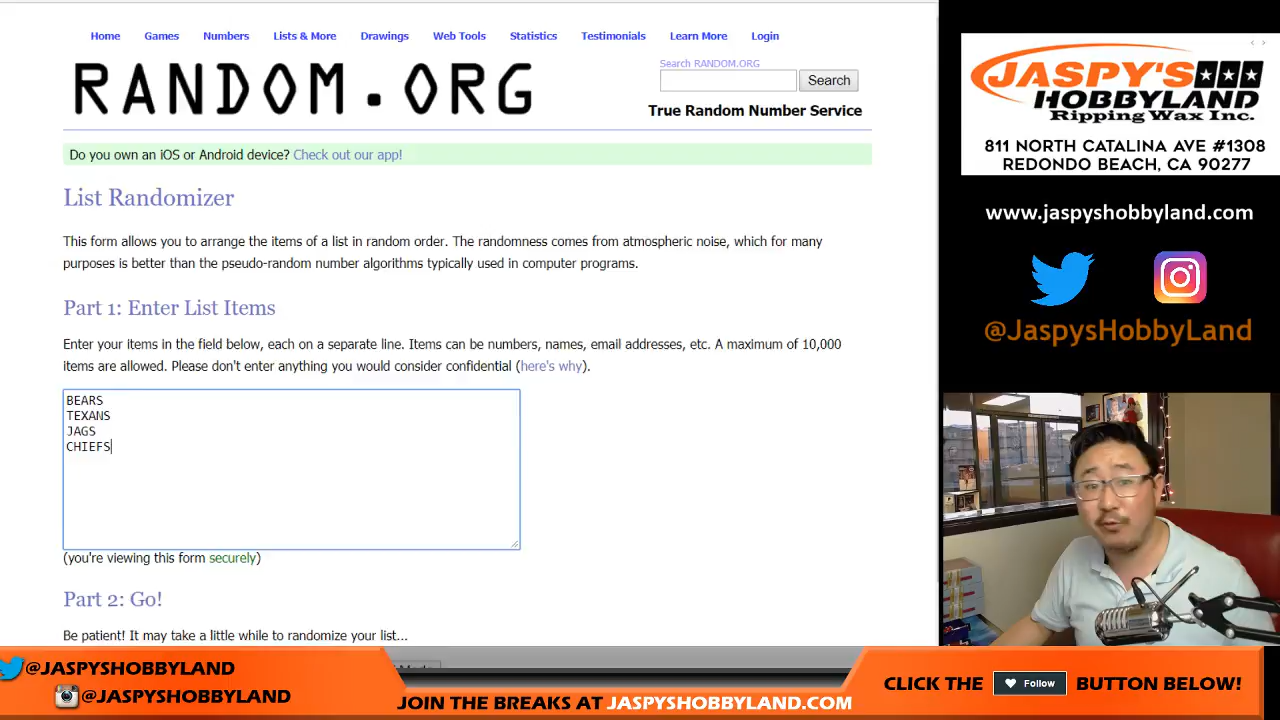 Home Games Numbers Lists & More Drawings Web Tools Statistics Testimonials Learn More Login
RANDOM.ORG
Search RANDOM.ORG
Search
True Random Number Service
Do you own an iOS or Android device? Check out our app!
List Randomizer
This form allows you to arrange the items of a list in random order. The randomness comes from atmospheric noise, which for many
purposes is better than the pseudo-random number algorithms typically used in computer programs.
Part 1: Enter List Items
Enter your items in the field below, each on a separate line. Items can be numbers, names, email addresses, etc. A maximum of 10,000
items are allowed. Please don't enter anything you would consider confidential (here's why).
BEARS
TEXANS
JAGS
CHIEFS
(you're viewing this form securely)
Part 2: Go!
Be patient! It may take a little while to randomize your list...
JASPY'S
HOBBYLAND
Ripping Wax Inc.
811 NORTH CATALINA AVE #1308
REDONDO BEACH, CA 90277
www.jaspyshobbyland.com
@JaspysHobbyLand
@JASPYSHOBBYLAND
@JASPYSHOBBYLAND
JOIN THE BREAKS AT JASPYSHOBBYLAND.COM
CLICK THE Follow BUTTON BELOW!